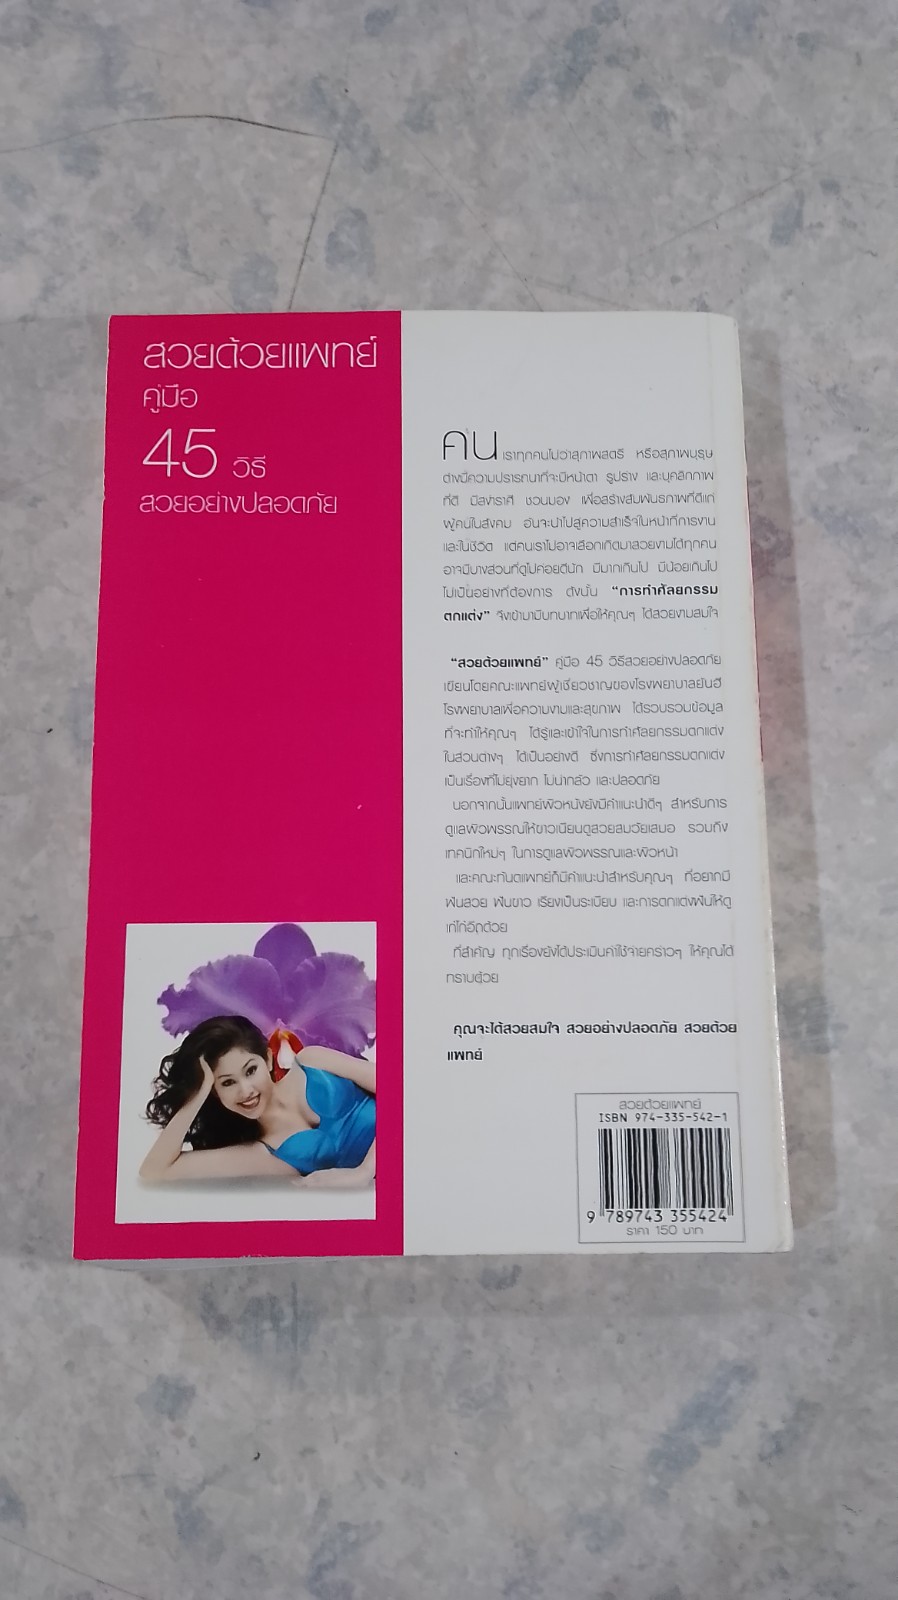 สวยด้วยแพทย์
คู่มือ
45 วิธี
สวยอย่างปลอดภัย
คนเราทุกคนไม่ว่าสุภาพสตรี หรือสุภาพบุรุษ
ต่างมีความปรารถนาที่จะมีหน้าตา รูปร่าง และบุคลิกภาพ
ที่ดี มีสง่าราศี ชวนมอง เพื่อสร้างสัมพันธภาพที่ดีแก่
ผู้คนในสังคม อันจะนำไปสู่ความสำเร็จในหน้าที่การงาน
และในชีวิต แต่คนเราไม่อาจเลือกเกิดมาสวยงามได้ทุกคน
อาจมีบางส่วนที่ดูไม่ค่อยดีนัก มีมากเกินไป มีน้อยเกินไป
ไม่เป็นอย่างที่ต้องการ ดังนั้น "การทำศัลยกรรม
ตกแต่ง" จึงเข้ามามีบทบาทเพื่อให้คุณๆ ได้สวยงามสมใจ
"สวยด้วยแพทย์" คู่มือ 45 วิธีสวยอย่างปลอดภัย
เขียนโดยคณะแพทย์ผู้เชี่ยวชาญของโรงพยาบาลยันฮี
โรงพยาบาลเพื่อความงามและสุขภาพ ได้รวบรวมข้อมูล
ที่จะทำให้คุณๆ ได้รู้และเข้าใจในการทำศัลยกรรมตกแต่ง
ในส่วนต่างๆ ได้เป็นอย่างดี ซึ่งการทำศัลยกรรมตกแต่ง
เป็นเรื่องที่ไม่ยุ่งยาก ไม่น่ากลัว และปลอดภัย
นอกจากนั้นแพทย์ผิวหนังยังมีคำแนะนำดีๆ สำหรับการ
ดูแลผิวพรรณให้ขาวเนียนดูสวยสมวัยเสมอ รวมถึง
เทคนิกใหม่ๆ ในการดูแลผิวพรรณและผิวหน้า
และคณะทันตแพทย์ก็มีคำแนะนำสำหรับคุณๆ ที่อยากมี
ฟันสวย ฟันขาว เรียงเป็นระเบียบ และการตกแต่งฟันให้ดู
เก๋ไก๋อีกด้วย
ที่สำคัญ ทุกเรื่องยังได้ประเมินค่าใช้จ่ายคร่าวๆ ให้คุณได้
ทราบด้วย
คุณจะได้สวยสมใจ สวยอย่างปลอดภัย สวยด้วย
แพทย์
สวยด้วยแพทย์
ISBN 974-335-542-1
9 789743 355424
ราคา 150 บาท